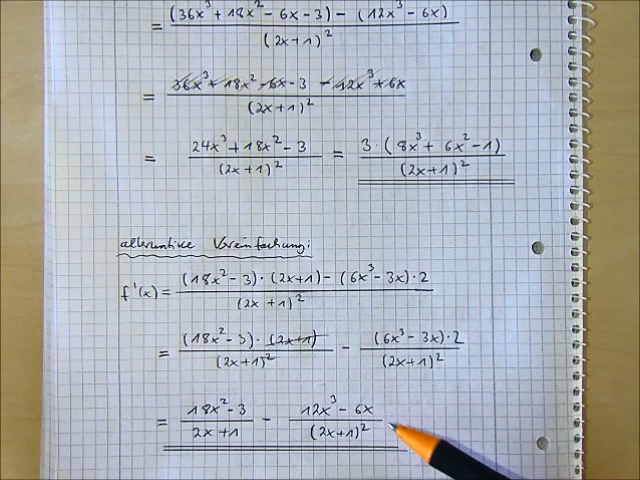 = ((36x³ + 18x² - 6x - 3) - (12x³ - 6x)) / (2x+1)²
= (36x³ + 18x² - 6x - 3 - 12x³ + 6x) / (2x+1)²
= (24x³ + 18x² - 3) / (2x+1)² = (3 · (8x³ + 6x² - 1)) / (2x+1)²
alternative Vereinfachung:
f'(x) = ((18x² - 3) · (2x+1) - (6x³ - 3x) · 2) / (2x+1)²
= ((18x² - 3) · (2x+1)) / (2x+1)² - ((6x³ - 3x) · 2) / (2x+1)²
= (18x² - 3) / (2x+1) - (12x³ - 6x) / (2x+1)²